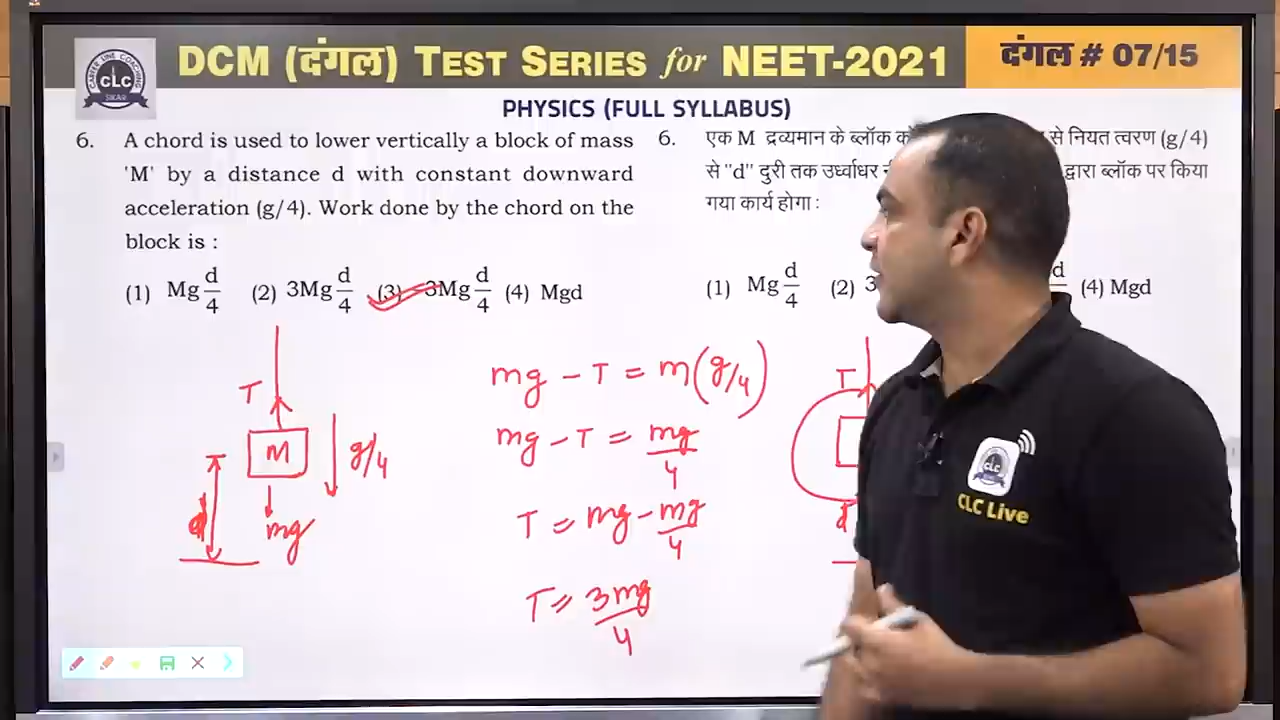 CLC
SIKAR
DCM (दंगल) TEST SERIES for NEET-2021
दंगल # 07/15
PHYSICS (FULL SYLLABUS)
6. A chord is used to lower vertically a block of mass
'M' by a distance d with constant downward
acceleration (g/4). Work done by the chord on the
block is :
(1) Mg d/4 (2) 3Mg d/4 (3) -3Mg d/4 (4) Mgd
6. एक M द्रव्यमान के ब्लॉक से नियत त्वरण (g/4)
से "d" दुरी तक उर्ध्वाधर द्वारा ब्लॉक पर किया
गया कार्य होगा :
(1) Mg d/4 (2) 3 d/4 (4) Mgd
T
M
g/4
d
mg
mg - T = m(g/4)
mg - T = mg/4
T = mg - mg/4
T = 3mg/4
T
d
CLC
CLC Live